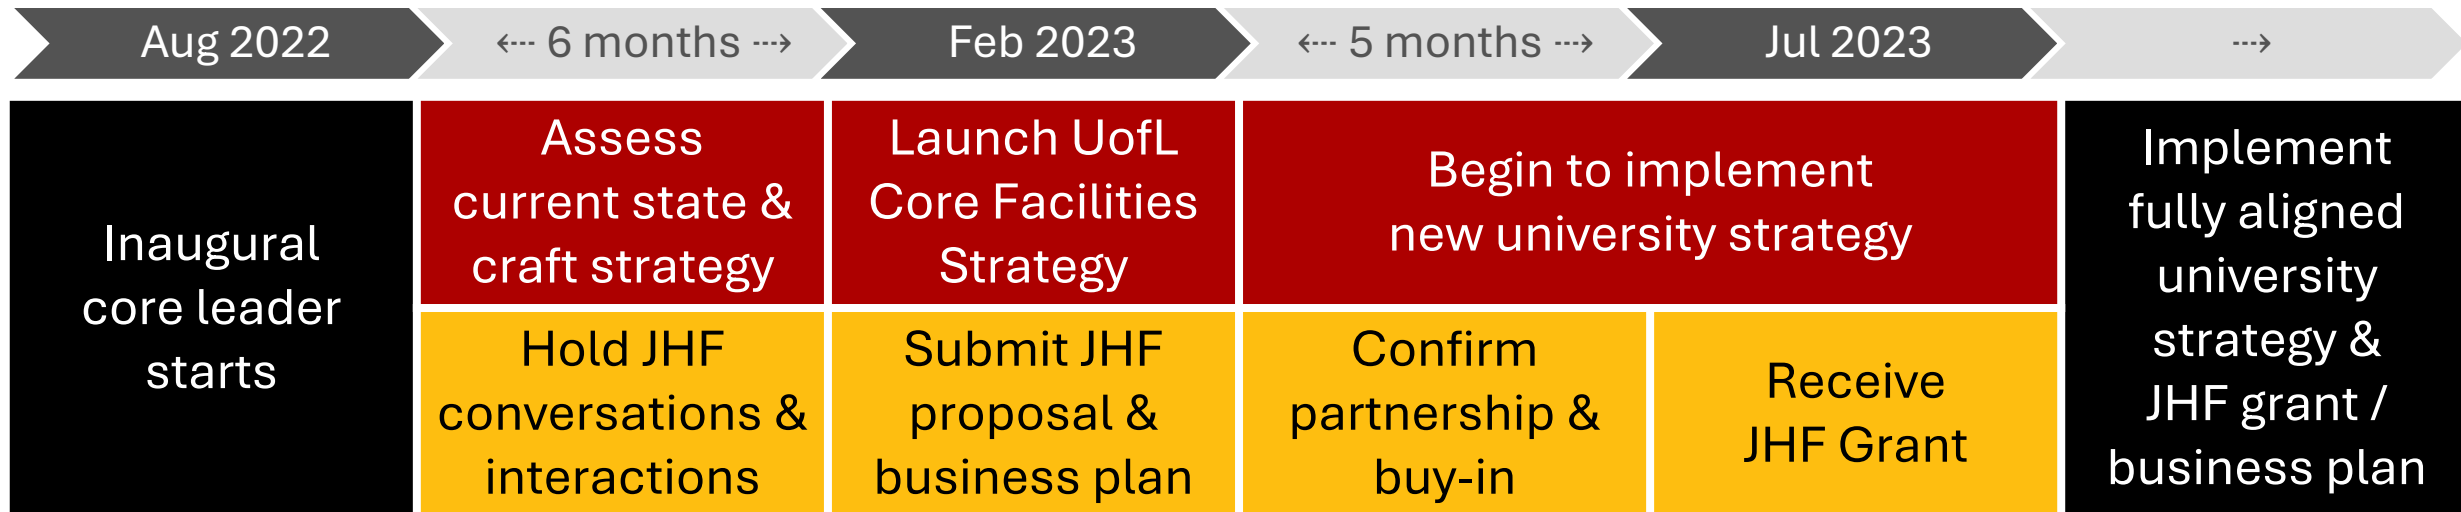 Aug 2022
⇠ 6 months ⇢
Feb 2023
⇠ 5 months ⇢
Jul 2023
⇢
Inaugural
core leader
starts
Assess
current state &
craft strategy
Launch UofL
Core Facilities
Strategy
Begin to implement
new university strategy
Hold JHF
conversations &
interactions
Submit JHF
proposal &
business plan
Confirm
partnership &
buy-in
Receive
JHF Grant
Implement
fully aligned
university
strategy &
JHF grant /
business plan